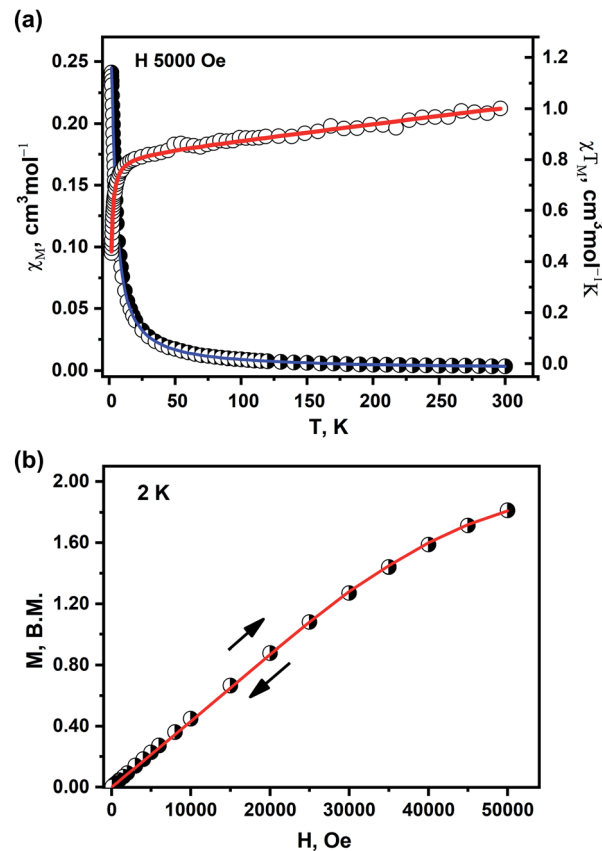 (a)
H 5000 Oe
0.25
0.20
0.15
0.10
0.05
0.00
χM, cm³mol⁻¹
1.2
1.0
0.8
0.6
0.4
0.2
0.0
χTM, cm³mol⁻¹K
0 50 100 150 200 250 300
T, K
(b)
2 K
2.00
1.60
1.20
0.80
0.40
0.00
M, B.M.
0 10000 20000 30000 40000 50000
H, Oe